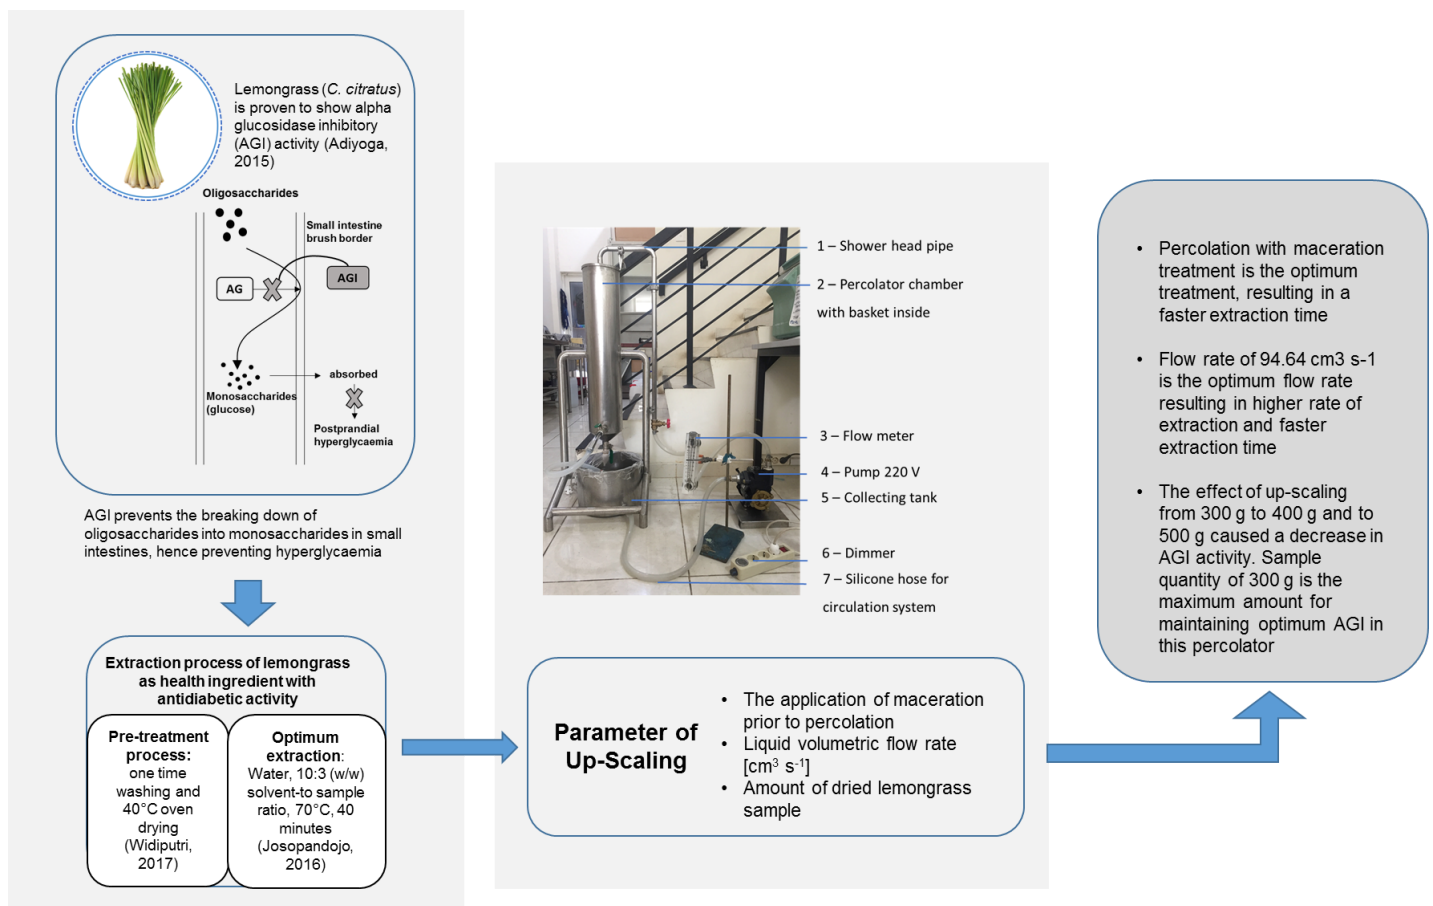 Lemongrass (C. citratus)
is proven to show alpha
glucosidase inhibitory
(AGI) activity (Adiyoga,
2015)
Oligosaccharides
Small intestine
brush border
AG
AGI
Monosaccharides
(glucose)
absorbed
Postprandial
hyperglycaemia
AGI prevents the breaking down of
oligosaccharides into monosaccharides in small
intestines, hence preventing hyperglycaemia
Extraction process of lemongrass
as health ingredient with
antidiabetic activity
Pre-treatment
process:
one time
washing and
40°C oven
drying
(Widiputri,
2017)
Optimum
extraction:
Water, 10:3 (w/w)
solvent-to sample
ratio, 70°C, 40
minutes
(Josopandojo,
2016)
1 – Shower head pipe
2 – Percolator chamber
with basket inside
3 – Flow meter
4 – Pump 220 V
5 – Collecting tank
6 – Dimmer
7 – Silicone hose for
circulation system
Parameter of
Up-Scaling
• The application of maceration
prior to percolation
• Liquid volumetric flow rate
[cm³ s⁻¹]
• Amount of dried lemongrass
sample
• Percolation with maceration
treatment is the optimum
treatment, resulting in a
faster extraction time
• Flow rate of 94.64 cm3 s-1
is the optimum flow rate
resulting in higher rate of
extraction and faster
extraction time
• The effect of up-scaling
from 300 g to 400 g and to
500 g caused a decrease in
AGI activity. Sample
quantity of 300 g is the
maximum amount for
maintaining optimum AGI in
this percolator